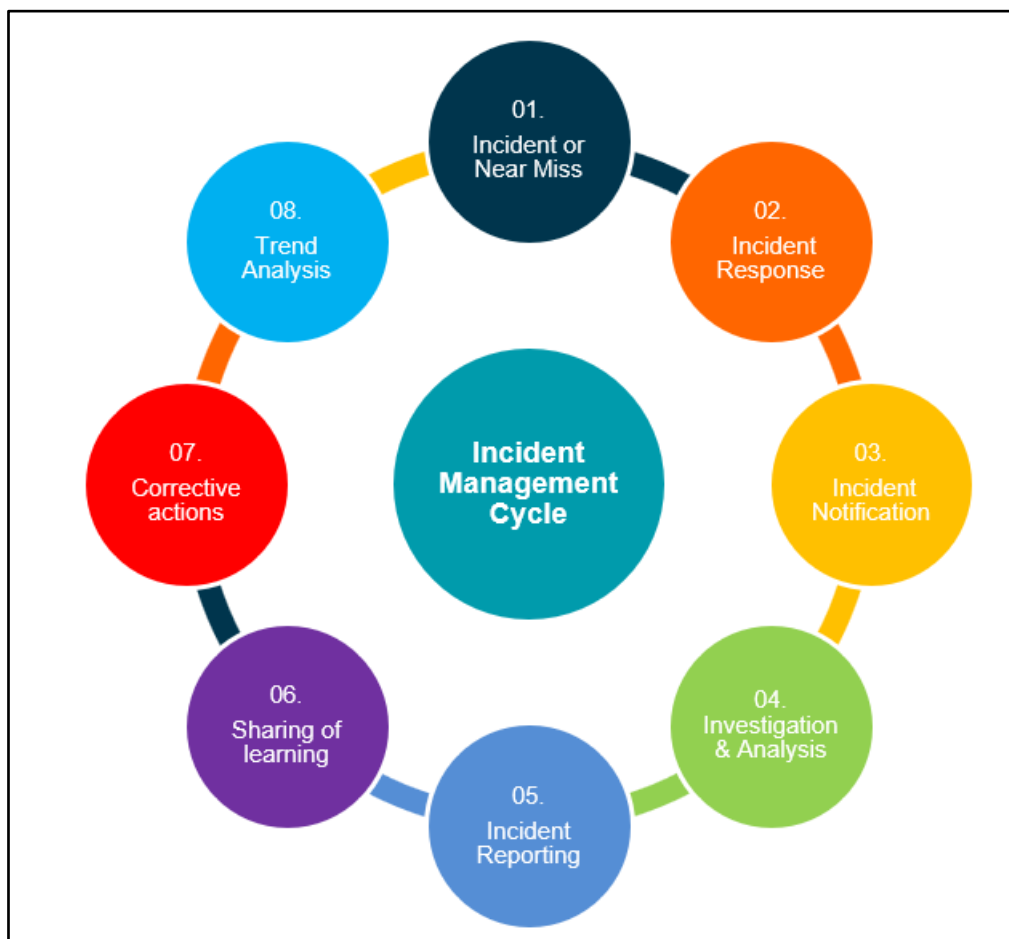 01.
Incident or
Near Miss
02.
Incident
Response
03.
Incident
Notification
04.
Investigation
& Analysis
05.
Incident
Reporting
06.
Sharing of
learning
07.
Corrective
actions
08.
Trend
Analysis
Incident
Management
Cycle